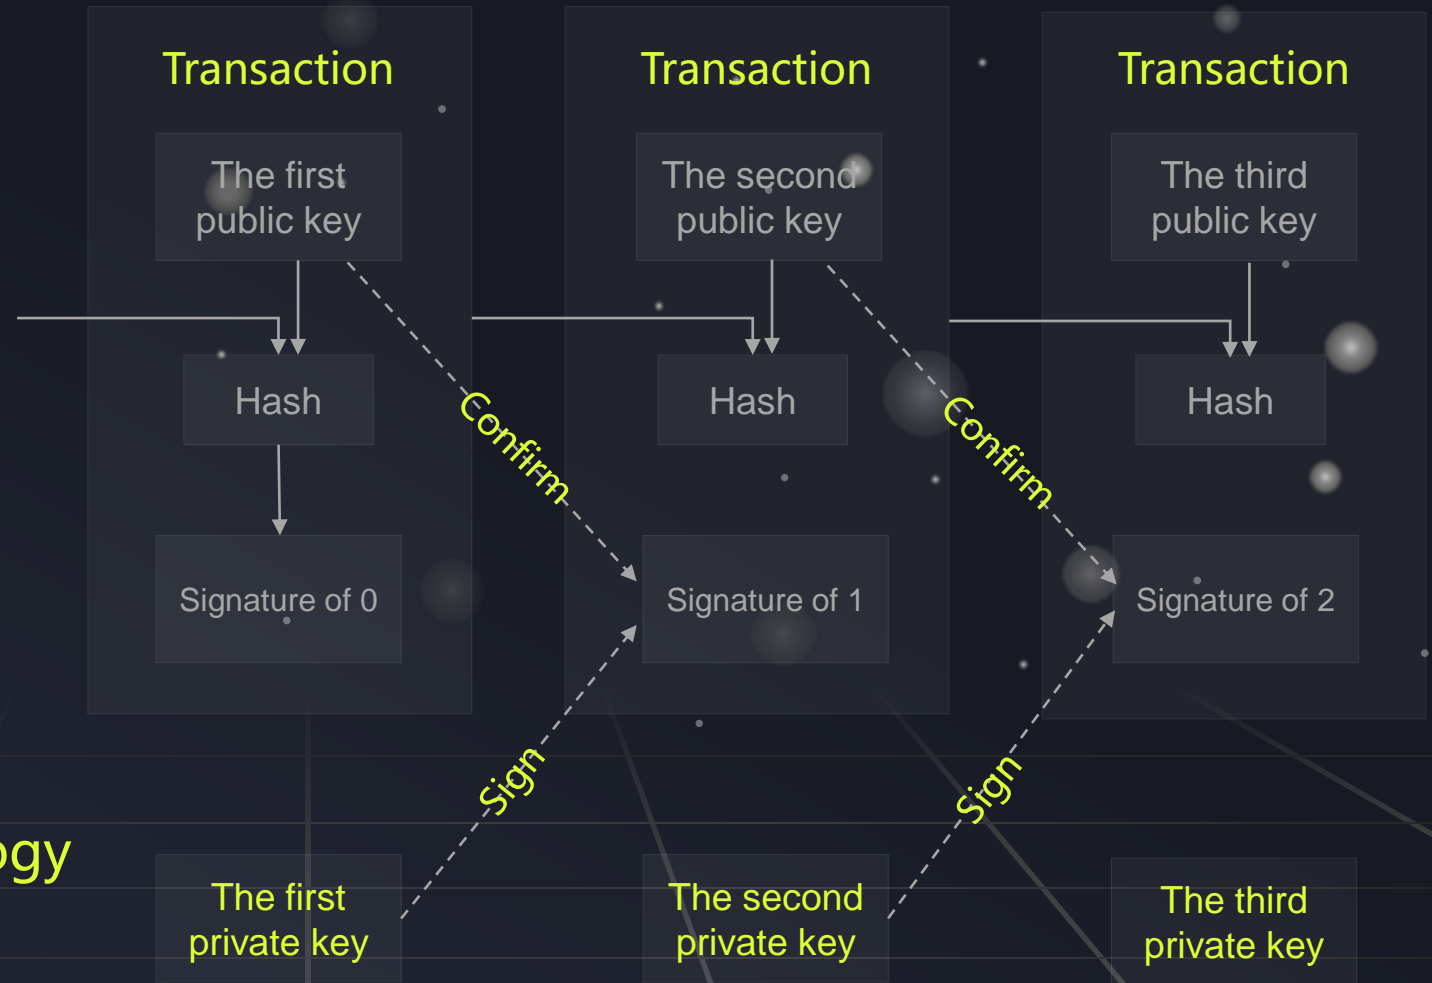 Transaction
Transaction
Transaction
The first
public key
The second
public key
The third
public key
Hash
Hash
Hash
Confirm
Confirm
Signature of 0
Signature of 1
Signature of 2
Sign
Sign
ogy
The first
private key
The second
private key
The third
private key